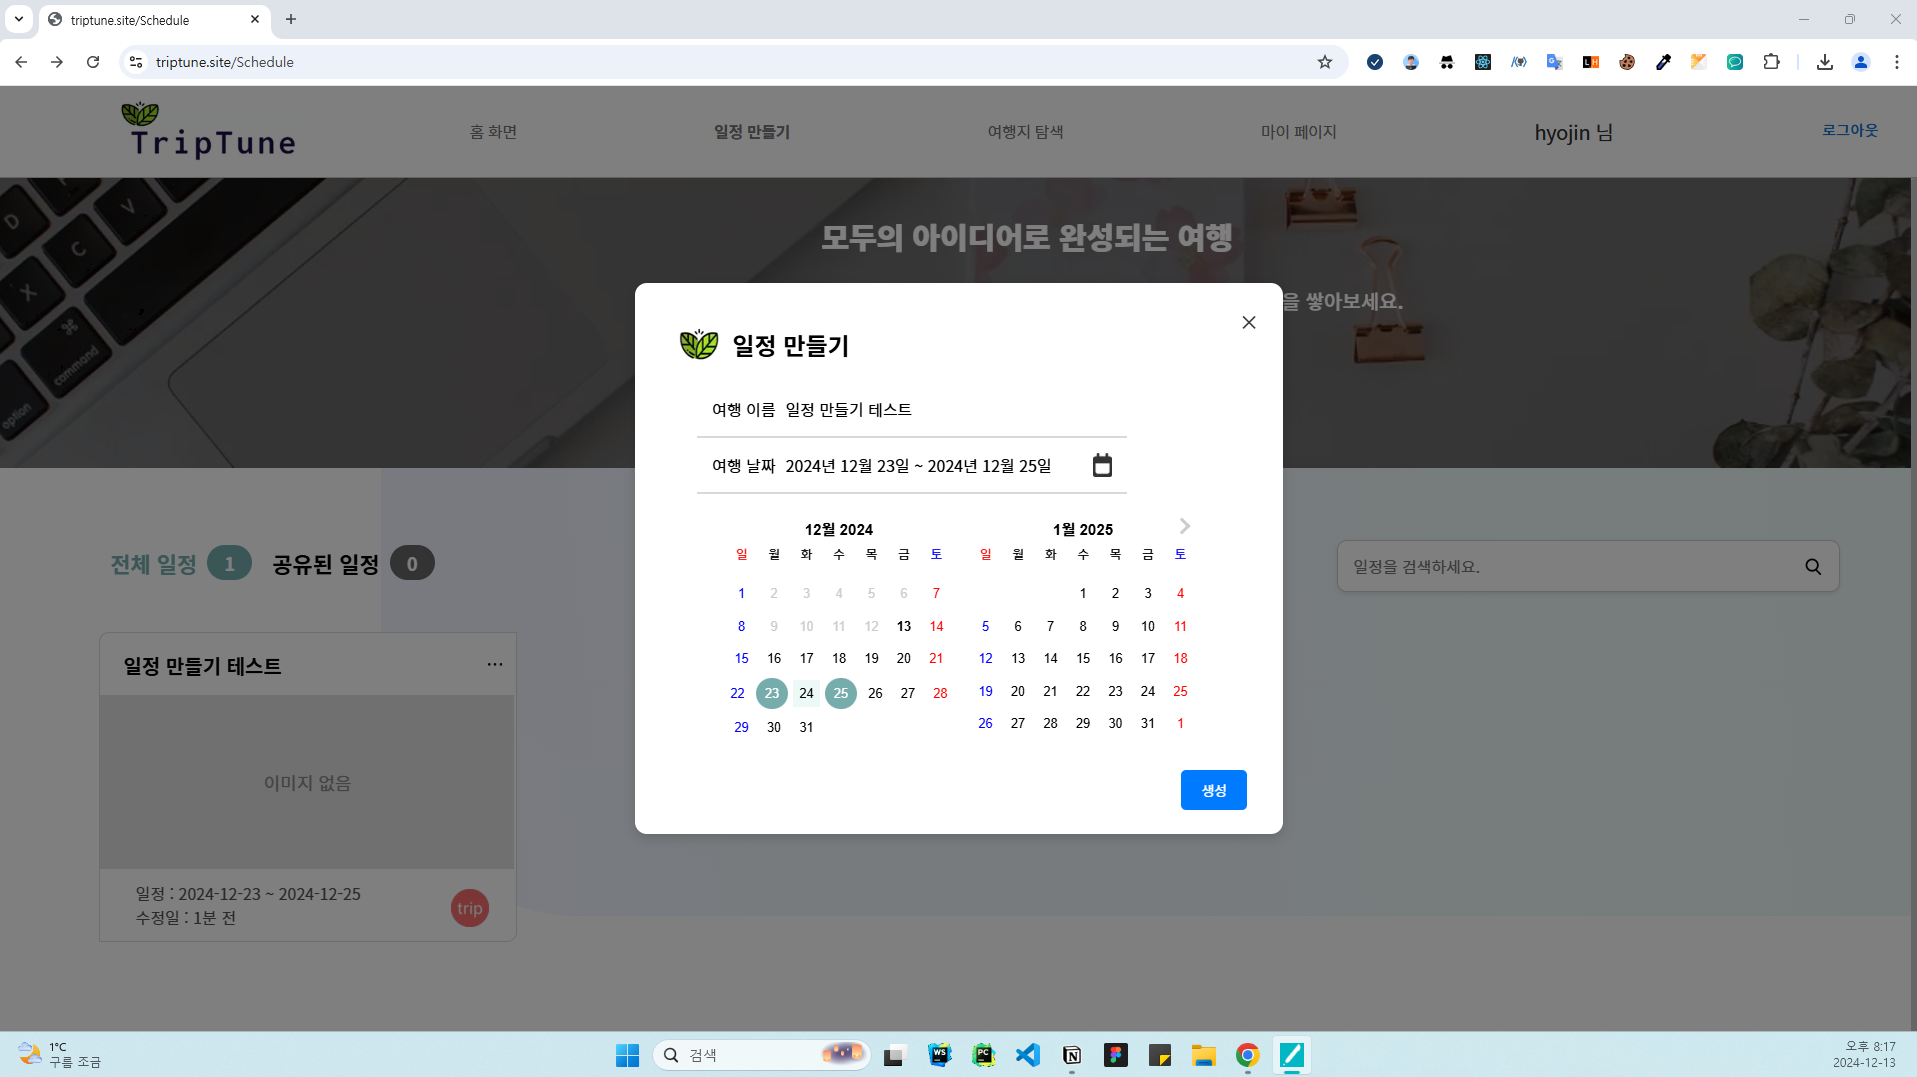 triptune.site/Schedule
triptune.site/Schedule
TripTune
홈 화면
일정 만들기
여행지 탐색
마이 페이지
hyojin 님
로그아웃
D
V
C
X
⌘
command
option
모두의 아이디어로 완성되는 여행
을 쌓아보세요.
일정 만들기
여행 이름 일정 만들기 테스트
여행 날짜 2024년 12월 23일 ~ 2024년 12월 25일
12월 2024
일 월 화 수 목 금 토
1 2 3 4 5 6 7
8 9 10 11 12 13 14
15 16 17 18 19 20 21
22 23 24 25 26 27 28
29 30 31
1월 2025
일 월 화 수 목 금 토
1 2 3 4
5 6 7 8 9 10 11
12 13 14 15 16 17 18
19 20 21 22 23 24 25
26 27 28 29 30 31 1
생성
전체 일정 1 공유된 일정 0
일정을 검색하세요.
일정 만들기 테스트 ···
이미지 없음
일정 : 2024-12-23 ~ 2024-12-25
수정일 : 1분 전
trip
1°C
구름 조금
검색
WS
PC
오후 8:17
2024-12-13